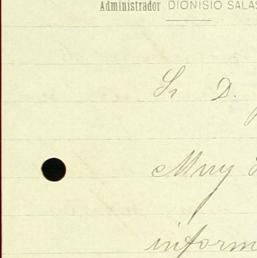 Administrador DIONISIO SALAS
Sr D.
Muy
inform